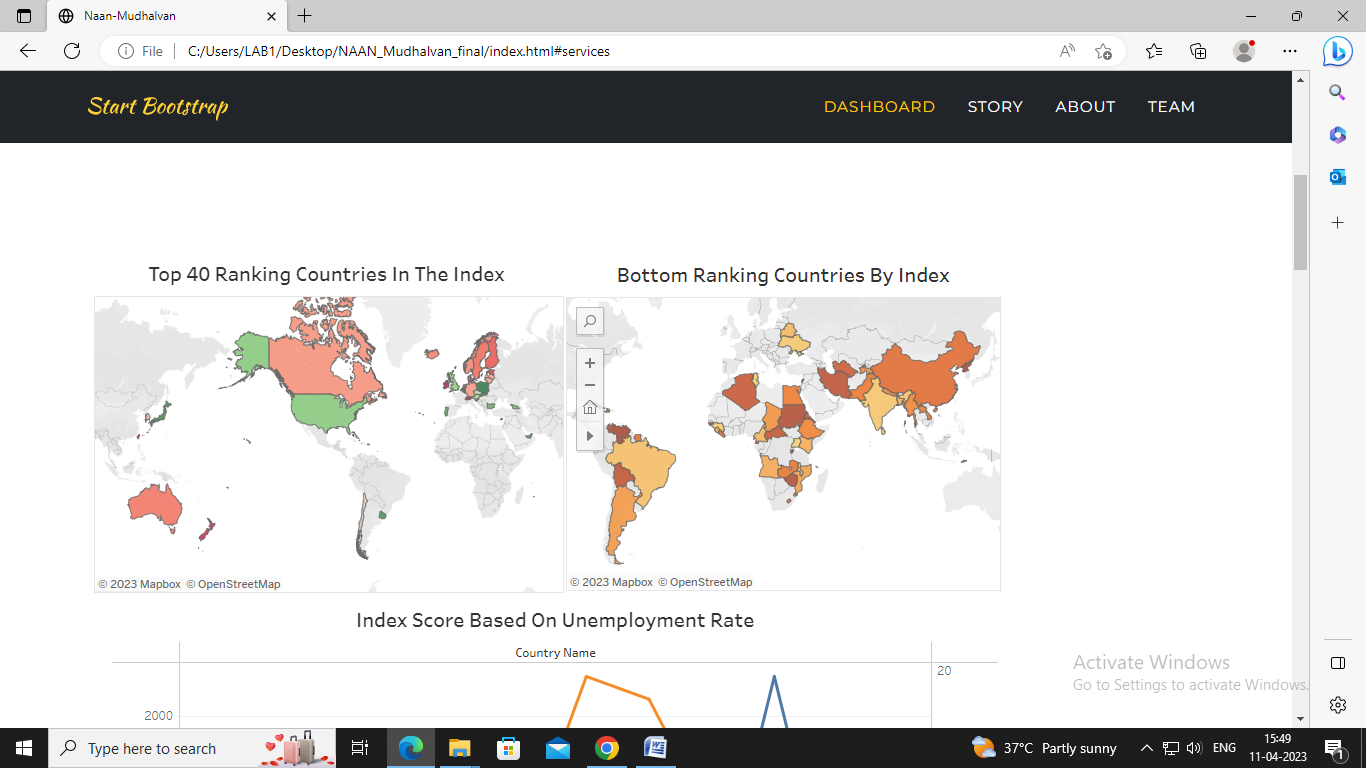 Naan-Mudhalvan
File
C:/Users/LAB1/Desktop/NAAN_Mudhalvan_final/index.html#services
Start Bootstrap
DASHBOARD STORY ABOUT TEAM
Top 40 Ranking Countries In The Index
Bottom Ranking Countries By Index
© 2023 Mapbox © OpenStreetMap
© 2023 Mapbox © OpenStreetMap
Index Score Based On Unemployment Rate
Country Name
20
2000
Activate Windows
Go to Settings to activate Windows.
Type here to search
37°C Partly sunny
ENG
15:49
11-04-2023
1